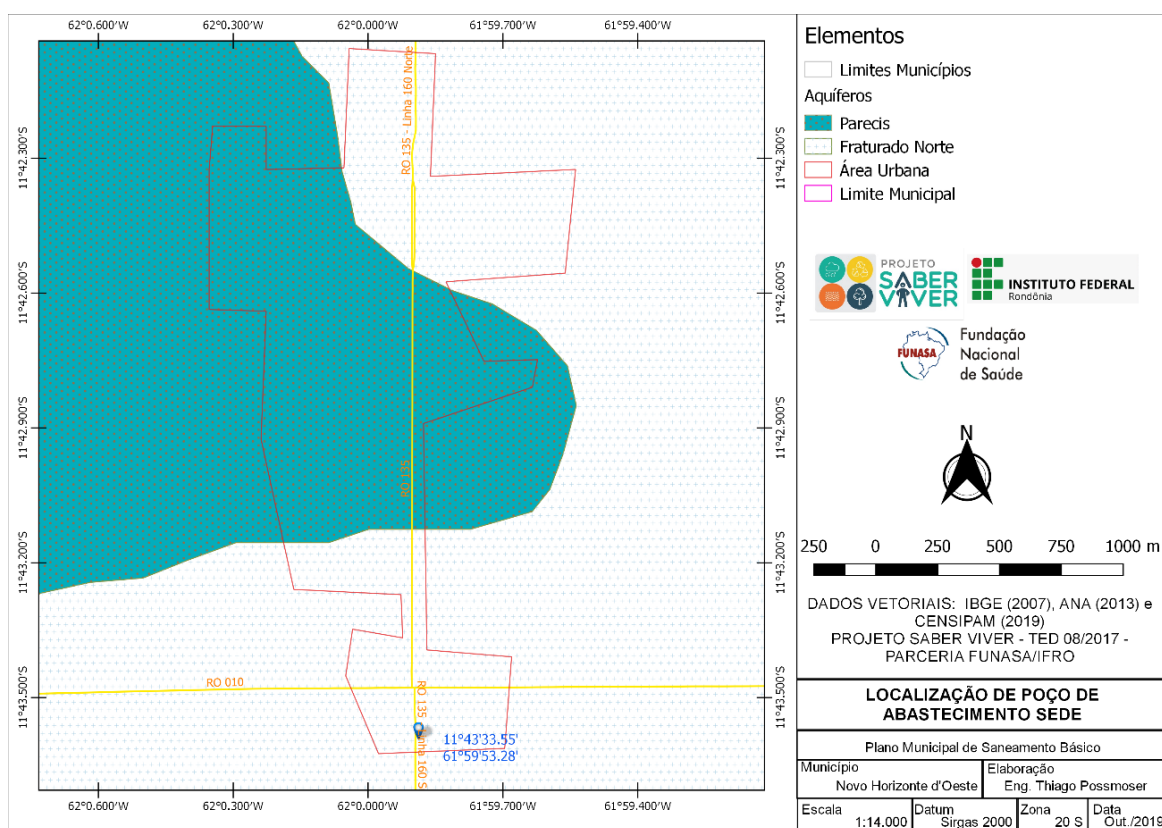 62°0.600'W 62°0.300'W 62°0.000'W 61°59.700'W 61°59.400'W
11°42.300'S 11°42.600'S 11°42.900'S 11°43.200'S 11°43.500'S
RO 135 - Linha 160 Norte
RO 135
RO 010
RO 135
11°43'33.55'
61°59'53.28'
11°42.300'S 11°42.600'S 11°42.900'S 11°43.200'S 11°43.500'S
62°0.600'W 62°0.300'W 62°0.000'W 61°59.700'W 61°59.400'W
Elementos
Limites Municípios
Aquíferos
Parecis
Fraturado Norte
Área Urbana
Limite Municipal
PROJETO
SABER
VIVER
INSTITUTO FEDERAL
Rondônia
FUNASA
Fundação
Nacional
de Saúde
N
250 0 250 500 750 1000 m
DADOS VETORIAIS: IBGE (2007), ANA (2013) e
CENSIPAM (2019)
PROJETO SABER VIVER - TED 08/2017 -
PARCERIA FUNASA/IFRO
LOCALIZAÇÃO DE POÇO DE
ABASTECIMENTO SEDE
Plano Municipal de Saneamento Básico
Município
Novo Horizonte d'Oeste
Elaboração
Eng. Thiago Possmoser
Escala
1:14.000
Datum
Sirgas 2000
Zona
20 S
Data
Out./2019